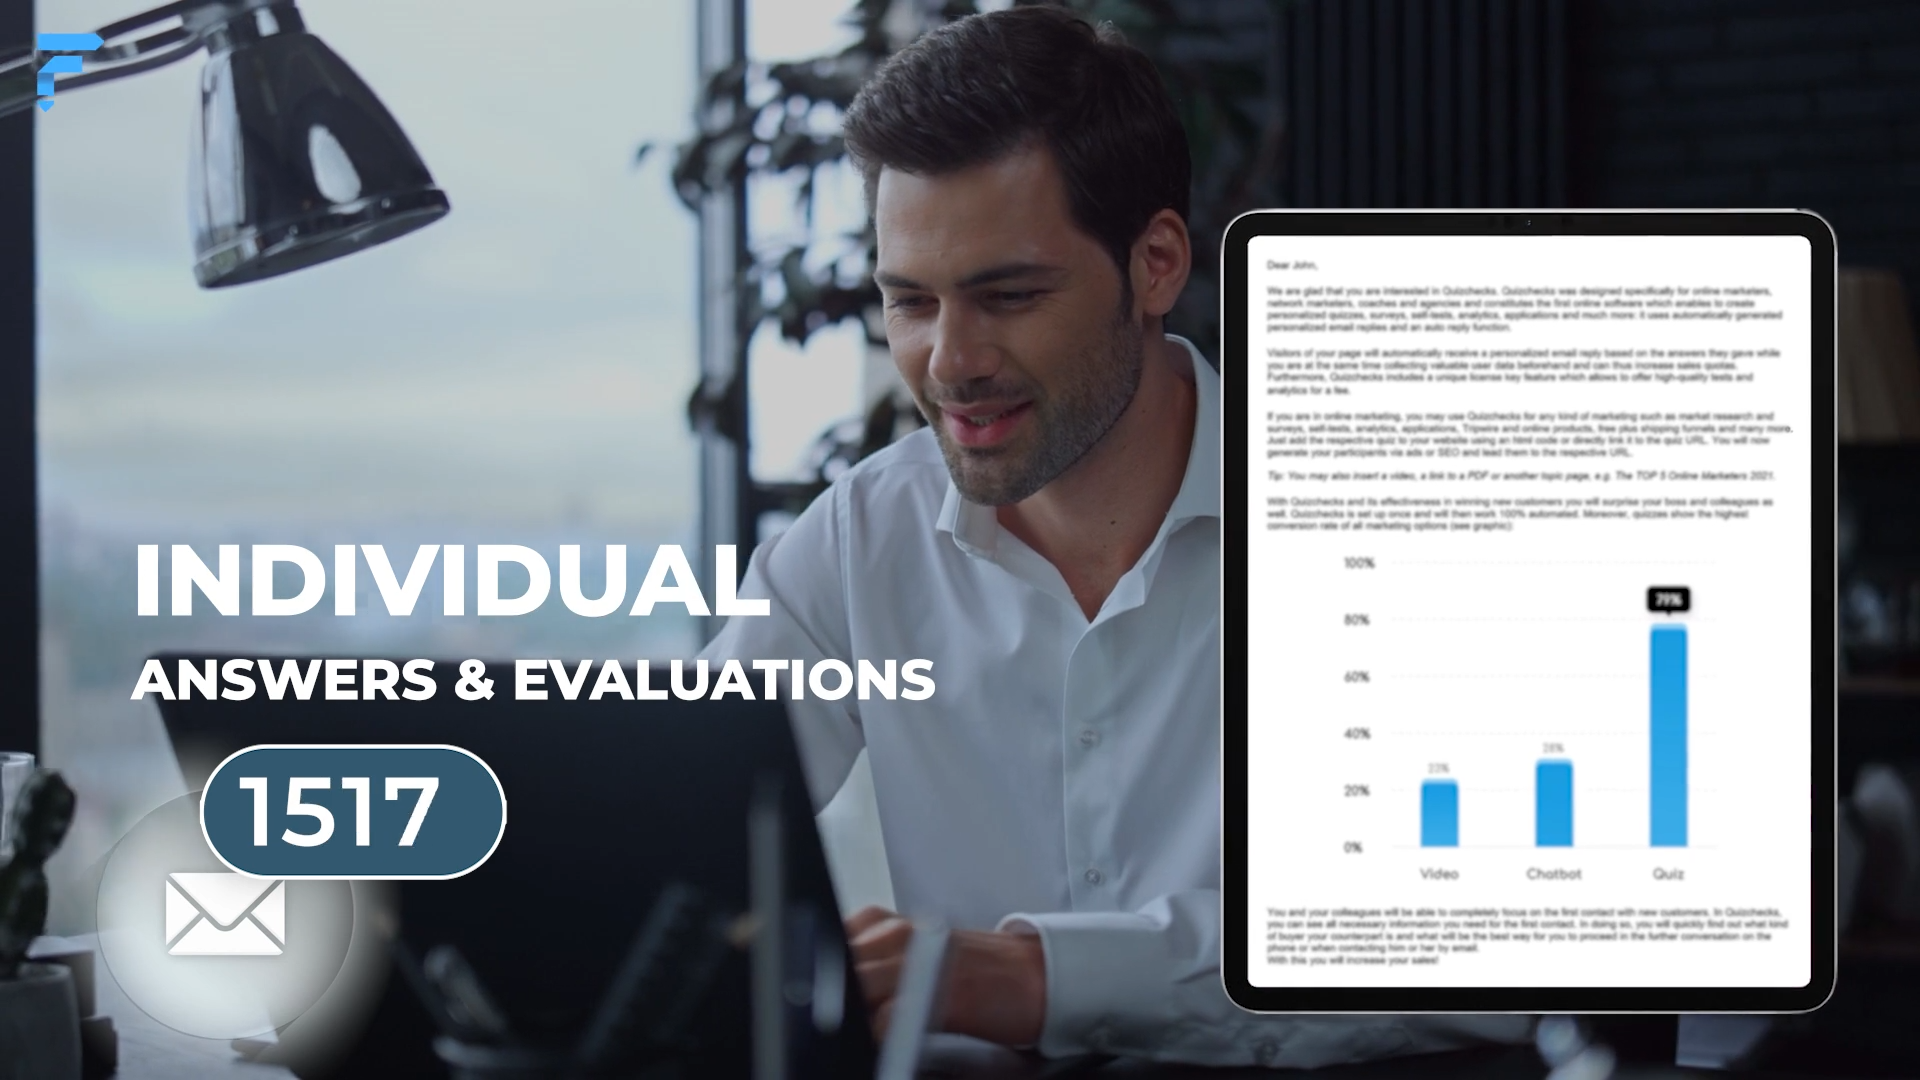 INDIVIDUAL
ANSWERS & EVALUATIONS
1517
Dear John,
We are glad that you are interested in Quizchecks. Quizchecks was designed specifically for online marketers,
network marketers, coaches and agencies and constitutes the first online software which enables to create
personalized quizzes, surveys, self-tests, analytics, applications and much more: it uses automatically generated
personalized email replies and an auto reply function.
Visitors of your page will automatically receive a personalized email reply based on the answers they gave while
you are at the same time collecting valuable user data beforehand and can thus increase sales quotas.
Furthermore, Quizchecks includes a unique license key feature which allows to offer high-quality tests and
analytics for a fee.
If you are in online marketing, you may use Quizchecks for any kind of marketing such as market research and
surveys, self-tests, analytics, applications, Tripwire and online products, free plus shipping funnels and many more.
Just add the respective quiz to your website using an html code or directly link it to the quiz URL. You will now
generate your participants via ads or SEO and lead them to the respective URL.
Tip: You may also insert a video, a link to a PDF or another topic page, e.g. The TOP 5 Online Marketers 2021.
With Quizchecks and its effectiveness in winning new customers you will surprise your boss and colleagues as
well. Quizchecks is set up once and will then work 100% automated. Moreover, quizzes show the highest
conversion rate of all marketing options (see graphic):
100%
80%
60%
40%
20%
0%
Video
Chatbot
Quiz
You and your colleagues will be able to completely focus on the first contact with new customers. In Quizchecks,
you can see all necessary information you need for the first contact. In doing so, you will quickly find out what kind
of buyer your counterpart is and what will be the best way for you to proceed in the further conversation on the
phone or when contacting him or her by email.
With this you will increase your sales!